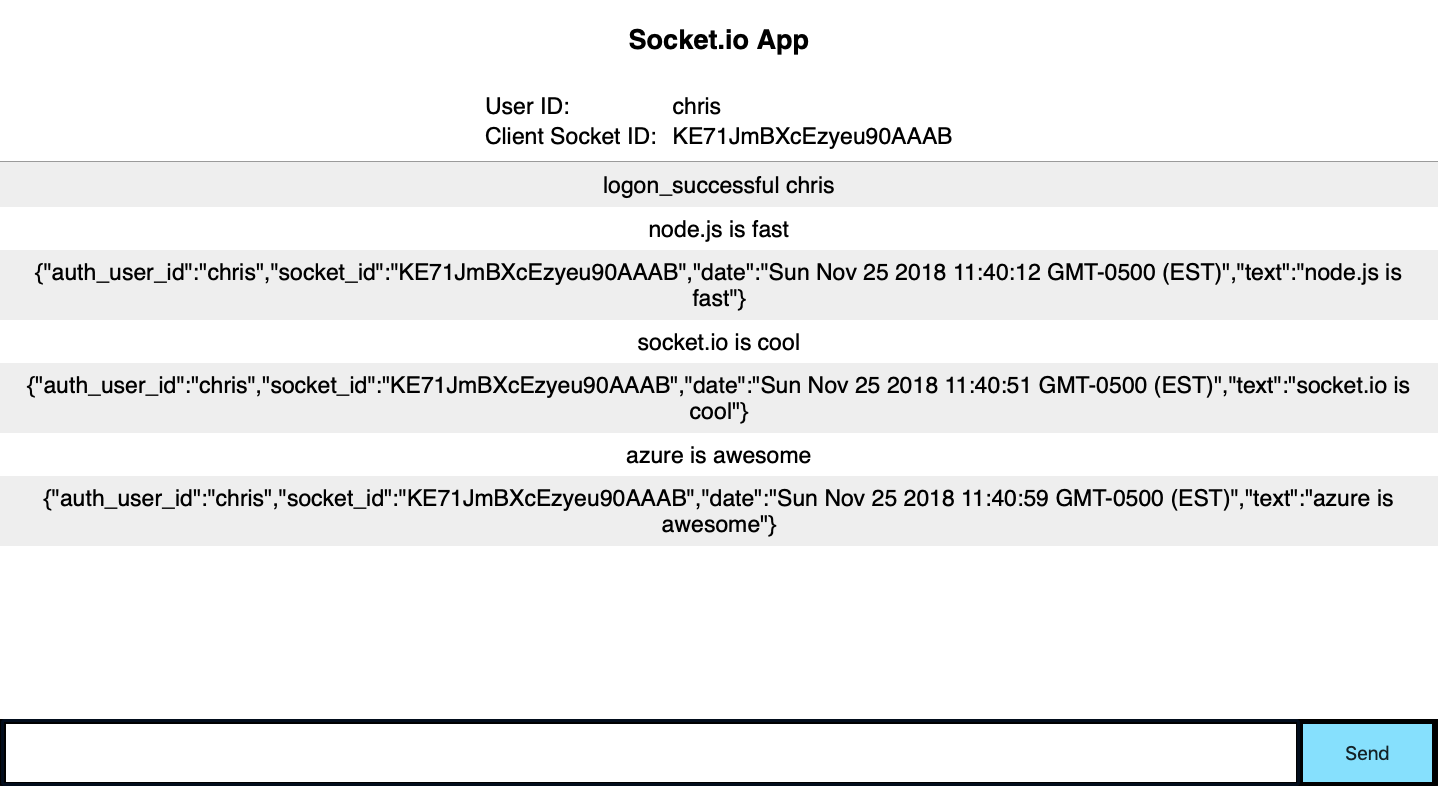 Socket.io App
User ID: chris
Client Socket ID: KE71JmBXcEzyeu90AAAB
logon_successful chris
node.js is fast
{"auth_user_id":"chris","socket_id":"KE71JmBXcEzyeu90AAAB","date":"Sun Nov 25 2018 11:40:12 GMT-0500 (EST)","text":"node.js is
fast"}
socket.io is cool
{"auth_user_id":"chris","socket_id":"KE71JmBXcEzyeu90AAAB","date":"Sun Nov 25 2018 11:40:51 GMT-0500 (EST)","text":"socket.io is
cool"}
azure is awesome
{"auth_user_id":"chris","socket_id":"KE71JmBXcEzyeu90AAAB","date":"Sun Nov 25 2018 11:40:59 GMT-0500 (EST)","text":"azure is
awesome"}
Send